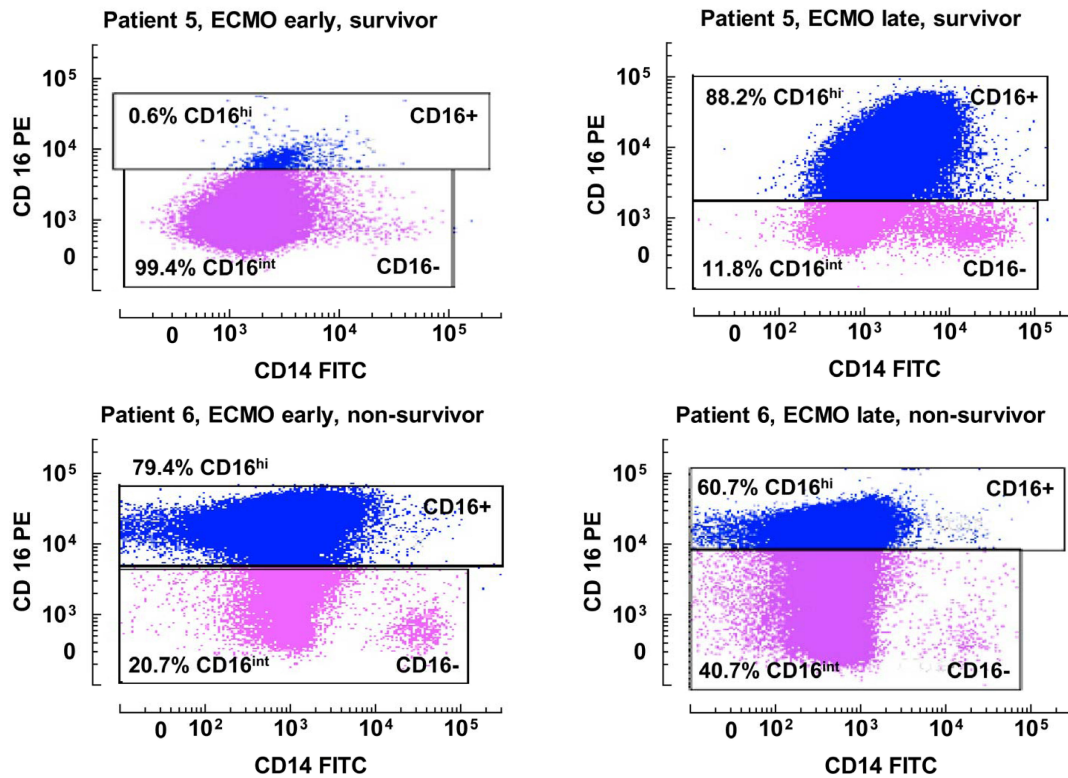 Patient 5, ECMO early, survivor
10⁵
10⁴
10³
0
CD 16 PE
0.6% CD16ʰⁱ
CD16+
99.4% CD16ⁱⁿᵗ
CD16-
0 10³ 10⁴ 10⁵
CD14 FITC
Patient 5, ECMO late, survivor
10⁵
10⁴
10³
0
CD 16 PE
88.2% CD16ʰⁱ
CD16+
11.8% CD16ⁱⁿᵗ
CD16-
0 10² 10³ 10⁴ 10⁵
CD14 FITC
Patient 6, ECMO early, non-survivor
10⁵
10⁴
10³
0
CD 16 PE
79.4% CD16ʰⁱ
CD16+
20.7% CD16ⁱⁿᵗ
CD16-
0 10² 10³ 10⁴ 10⁵
CD14 FITC
Patient 6, ECMO late, non-survivor
10⁵
10⁴
10³
0
CD 16 PE
60.7% CD16ʰⁱ
CD16+
40.7% CD16ⁱⁿᵗ
CD16-
0 10² 10³ 10⁴ 10⁵
CD14 FITC